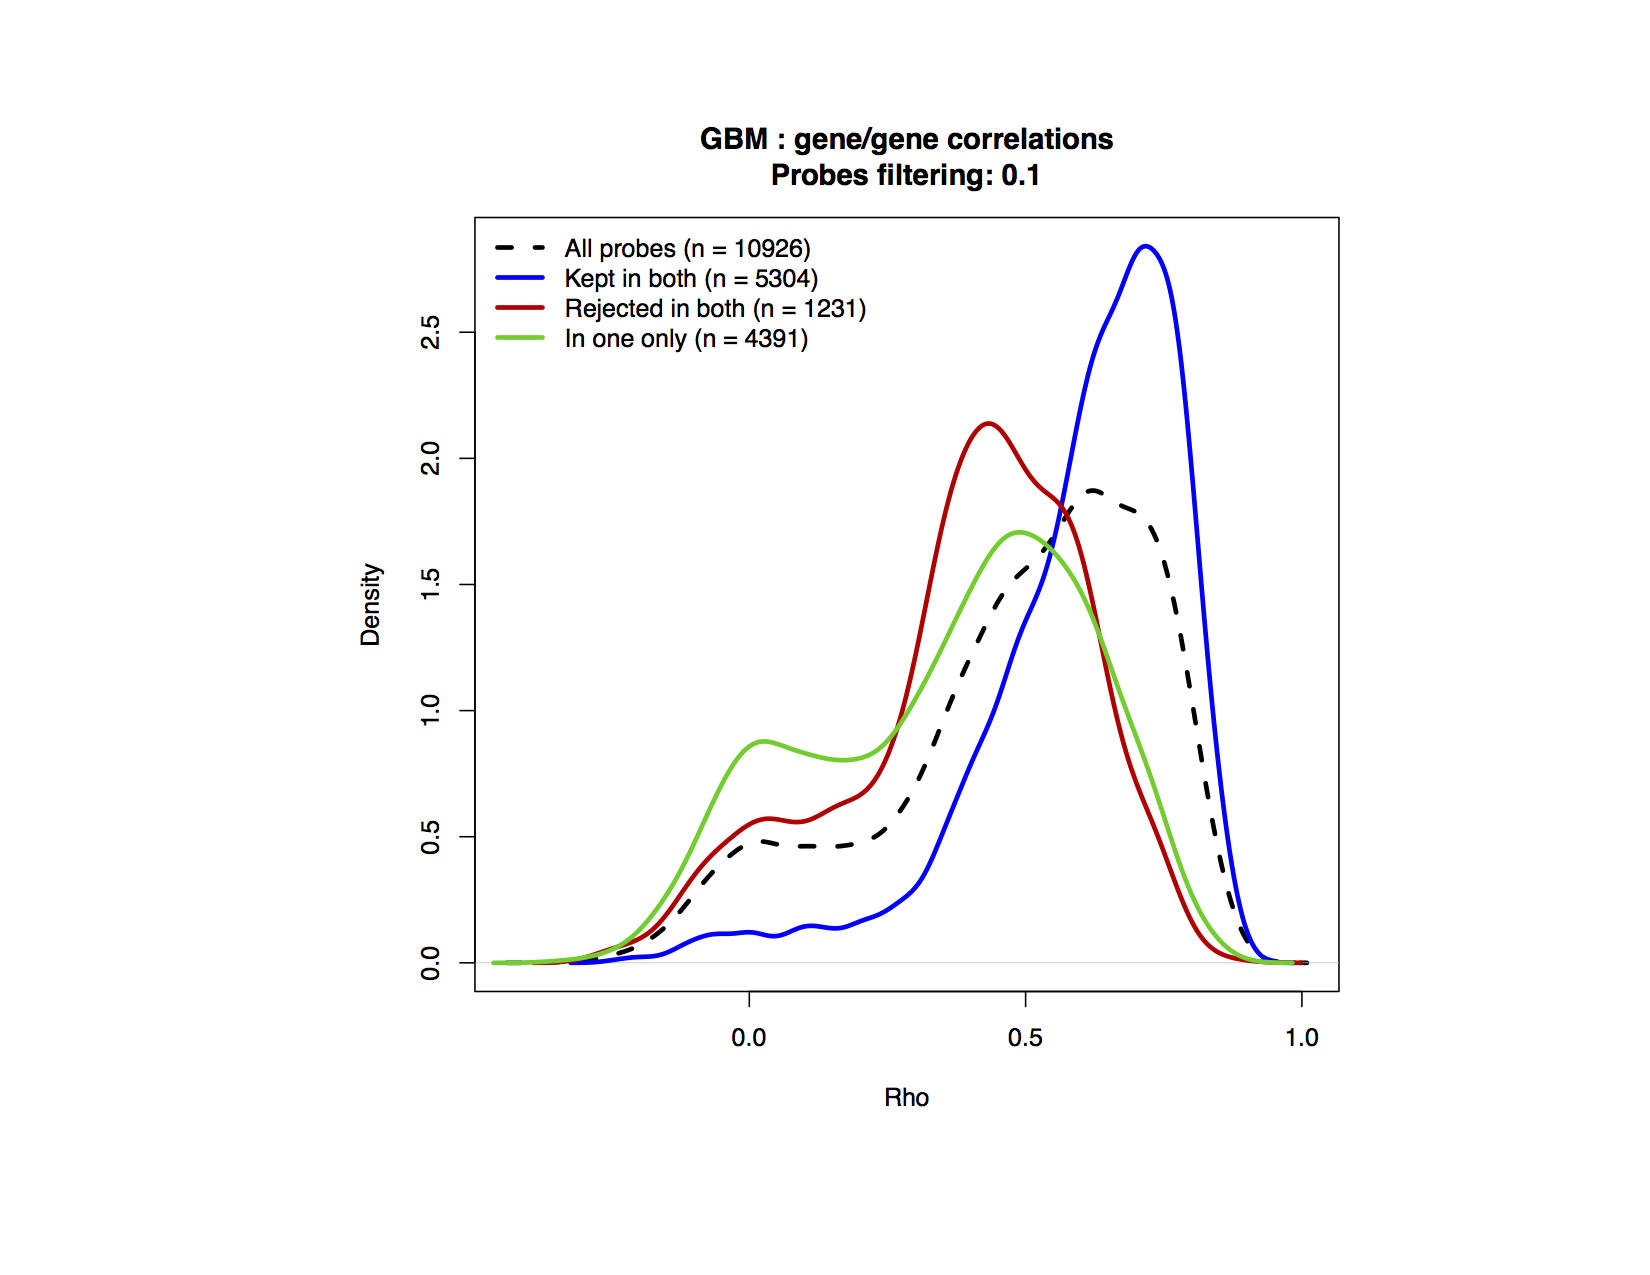 GBM : gene/gene correlations
Probes filtering: 0.1
All probes (n = 10926)
Kept in both (n = 5304)
Rejected in both (n = 1231)
In one only (n = 4391)
Density
2.5
2.0
1.5
1.0
0.5
0.0
0.0 0.5 1.0
Rho